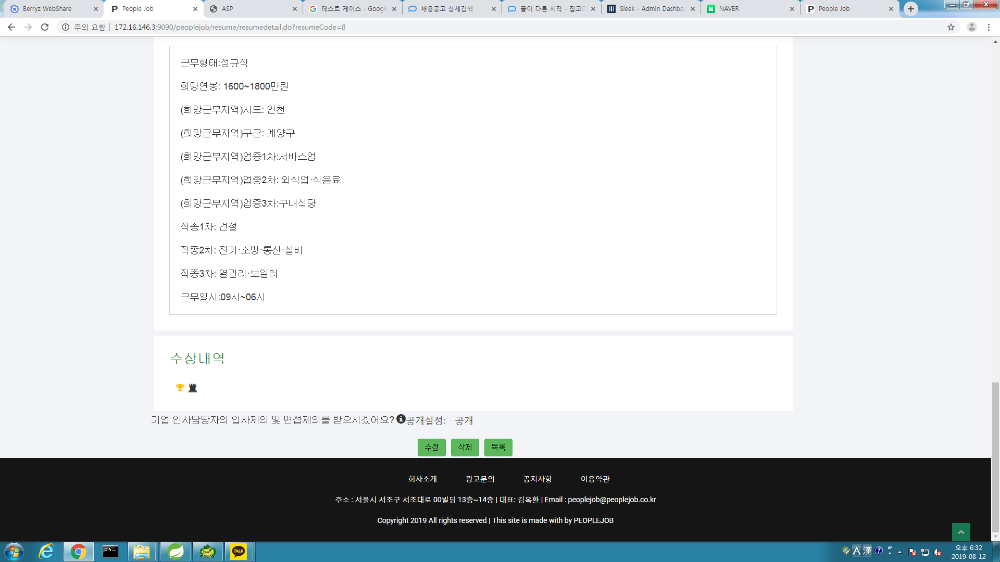 Berryz WebShare
People Job
ASP
테스트 케이스 - Google
채용공고 상세검색
끝이 다른 시작 - 잡코리
Sleek - Admin Dashboa
NAVER
People Job
주의 요함 | 172.16.146.3:9090/peoplejob/resume/resumedetail.do?resumeCode=8
근무형태:정규직
희망연봉: 1600~1800만원
(희망근무지역)시도: 인천
(희망근무지역)구군: 계양구
(희망근무지역)업종1차:서비스업
(희망근무지역)업종2차: 외식업·식음료
(희망근무지역)업종3차:구내식당
직종1차: 건설
직종2차: 전기·소방·통신·설비
직종3차: 열관리·보일러
근무일시:09시~06시
수상내역
기업 인사담당자의 입사제의 및 면접제의를 받으시겠어요? 공개설정: 공개
수정 삭제 목록
회사소개 광고문의 공지사항 이용약관
주소 : 서울시 서초구 서초대로 00빌딩 13층~14층 | 대표: 김옥환 | Email : peoplejob@peoplejob.co.kr
Copyright 2019 All rights reserved | This site is made with by PEOPLEJOB
C:\
TALK
A 漢
오후 6:32
2019-08-12